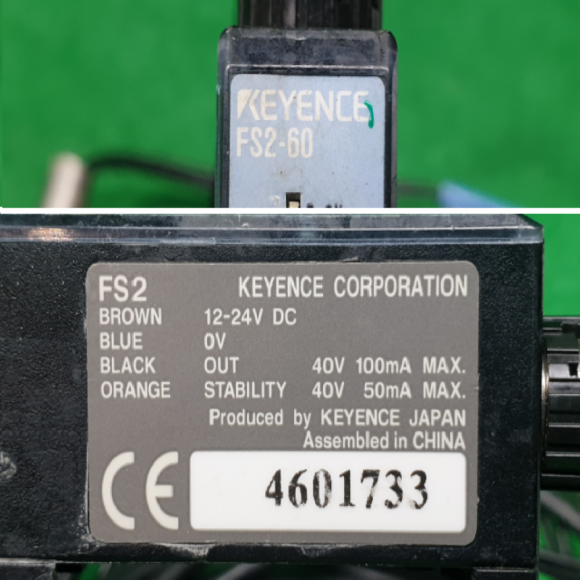 KEYENCE
FS2-60
FS2 KEYENCE CORPORATION
BROWN 12-24V DC
BLUE 0V
BLACK OUT 40V 100mA MAX.
ORANGE STABILITY 40V 50mA MAX.
Produced by KEYENCE JAPAN
Assembled in CHINA
CE 4601733